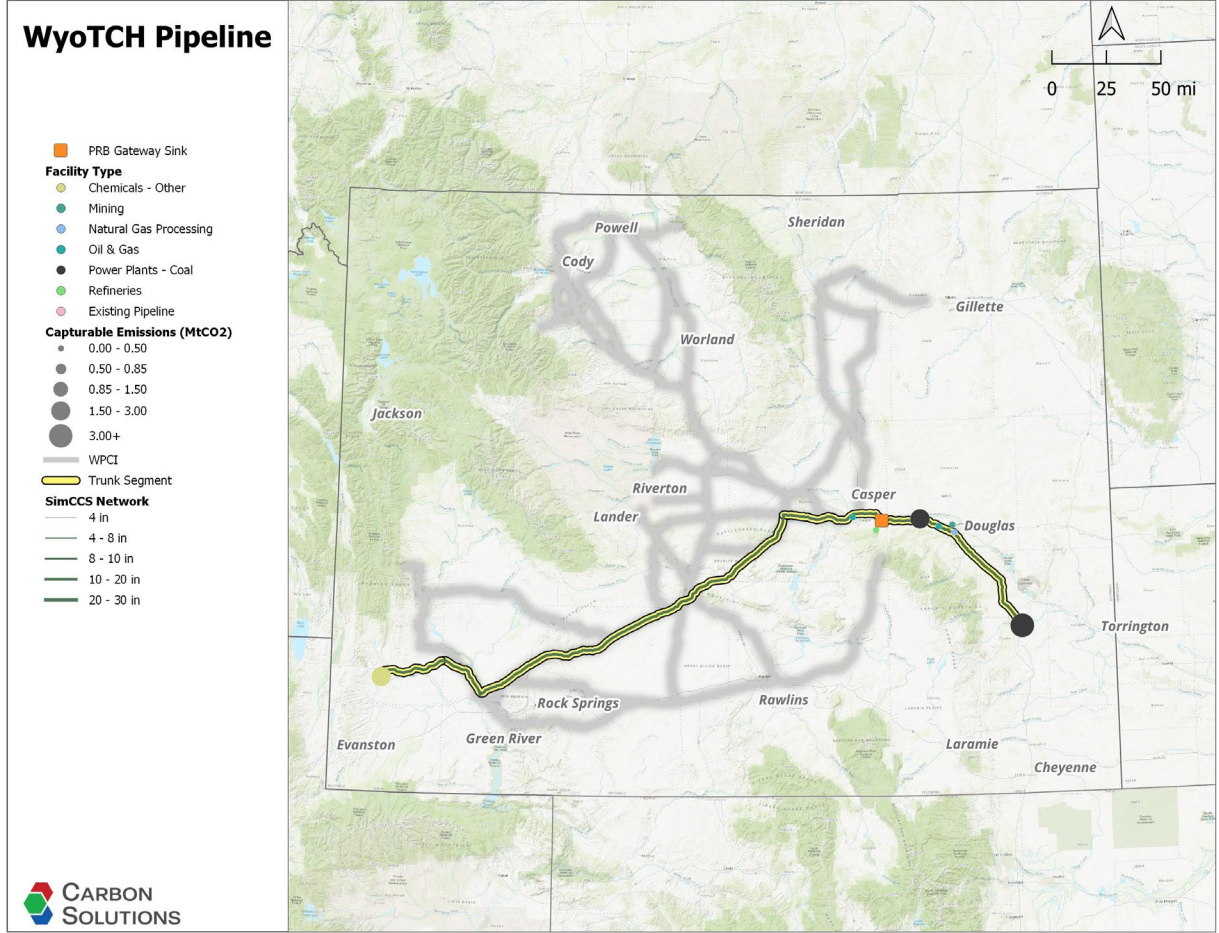 WyoTCH Pipeline
PRB Gateway Sink
Facility Type
Chemicals - Other
Mining
Natural Gas Processing
Oil & Gas
Power Plants - Coal
Refineries
Existing Pipeline
Capturable Emissions (MtCO2)
0.00 - 0.50
0.50 - 0.85
0.85 - 1.50
1.50 - 3.00
3.00+
WPCI
Trunk Segment
SimCCS Network
4 in
4 - 8 in
8 - 10 in
10 - 20 in
20 - 30 in
CARBON
SOLUTIONS
0 25 50 mi
Sheridan
Powell
Cody
Gillette
Worland
Jackson
Riverton
Casper
Lander
Douglas
Torrington
Rock Springs
Rawlins
Green River
Evanston
Laramie
Cheyenne